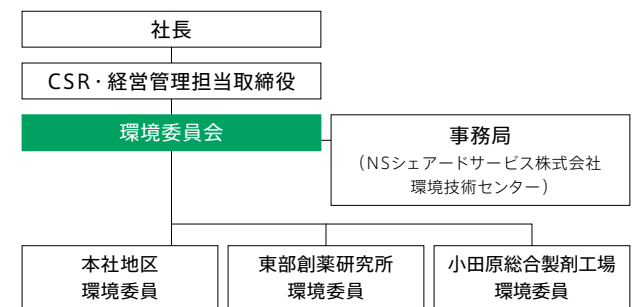 社長
CSR・経営管理担当取締役
環境委員会
事務局
（NSシェアードサービス株式会社
環境技術センター）
本社地区
環境委員
東部創薬研究所
環境委員
小田原総合製剤工場
環境委員